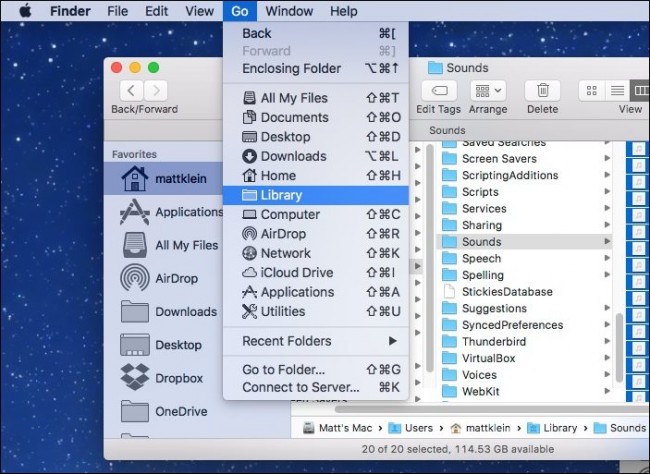 Finder File Edit View Go Window Help
Back ⌘[
Forward ⌘]
Enclosing Folder ⌥⌘↑
All My Files ⇧⌘T
Documents ⇧⌘O
Desktop ⇧⌘D
Downloads ⌥⌘L
Home ⇧⌘H
Library
Computer ⇧⌘C
AirDrop ⇧⌘R
Network ⇧⌘K
iCloud Drive ⇧⌘I
Applications ⇧⌘A
Utilities ⇧⌘U
Recent Folders
Go to Folder... ⇧⌘G
Connect to Server... ⌘K
Back/Forward
Favorites
mattklein
Applications
All My Files
AirDrop
Downloads
Desktop
Dropbox
OneDrive
Sounds
Edit Tags Arrange Delete View
Sounds
Saved Searches
Screen Savers
ScriptingAdditions
Scripts
Services
Sharing
Sounds
Speech
Spelling
StickiesDatabase
Suggestions
SyncedPreferences
Thunderbird
VirtualBox
Voices
WebKit
Matt's Mac Users mattklein Library Sounds
20 of 20 selected, 114.53 GB available